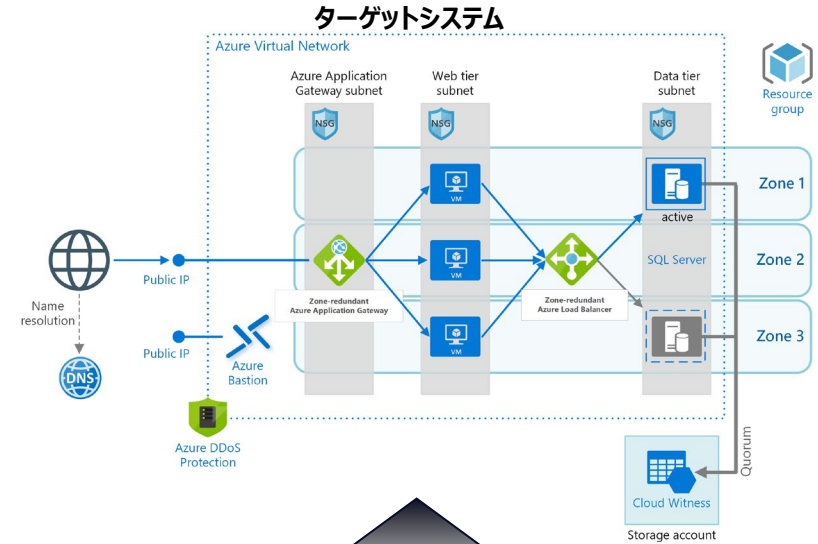 ターゲットシステム
Azure Virtual Network
Azure Application
Gateway subnet
Web tier
subnet
Data tier
subnet
Resource
group
NSG
NSG
NSG
VM
active
Zone 1
Public IP
VM
SQL Server
Zone 2
Name
resolution
Zone-redundant
Azure Application Gateway
Zone-redundant
Azure Load Balancer
Public IP
Azure
Bastion
VM
Zone 3
DNS
Azure DDoS
Protection
Quorum
Cloud Witness
Storage account